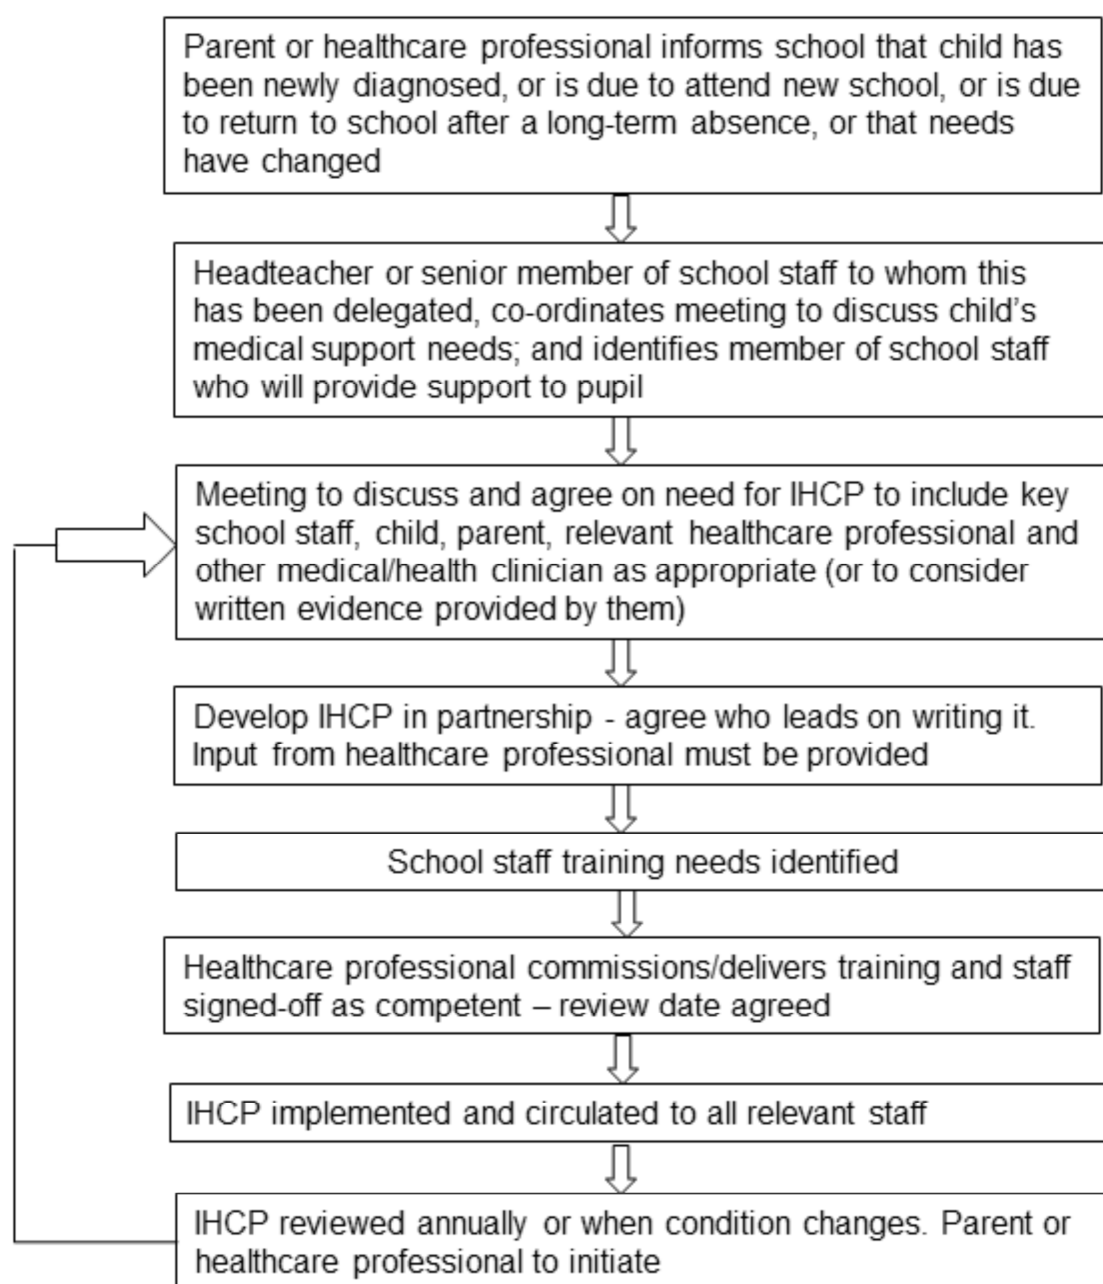 Parent or healthcare professional informs school that child has
been newly diagnosed, or is due to attend new school, or is due
to return to school after a long-term absence, or that needs
have changed
Headteacher or senior member of school staff to whom this
has been delegated, co-ordinates meeting to discuss child's
medical support needs; and identifies member of school staff
who will provide support to pupil
Meeting to discuss and agree on need for IHCP to include key
school staff, child, parent, relevant healthcare professional and
other medical/health clinician as appropriate (or to consider
written evidence provided by them)
Develop IHCP in partnership - agree who leads on writing it.
Input from healthcare professional must be provided
School staff training needs identified
Healthcare professional commissions/delivers training and staff
signed-off as competent – review date agreed
IHCP implemented and circulated to all relevant staff
IHCP reviewed annually or when condition changes. Parent or
healthcare professional to initiate